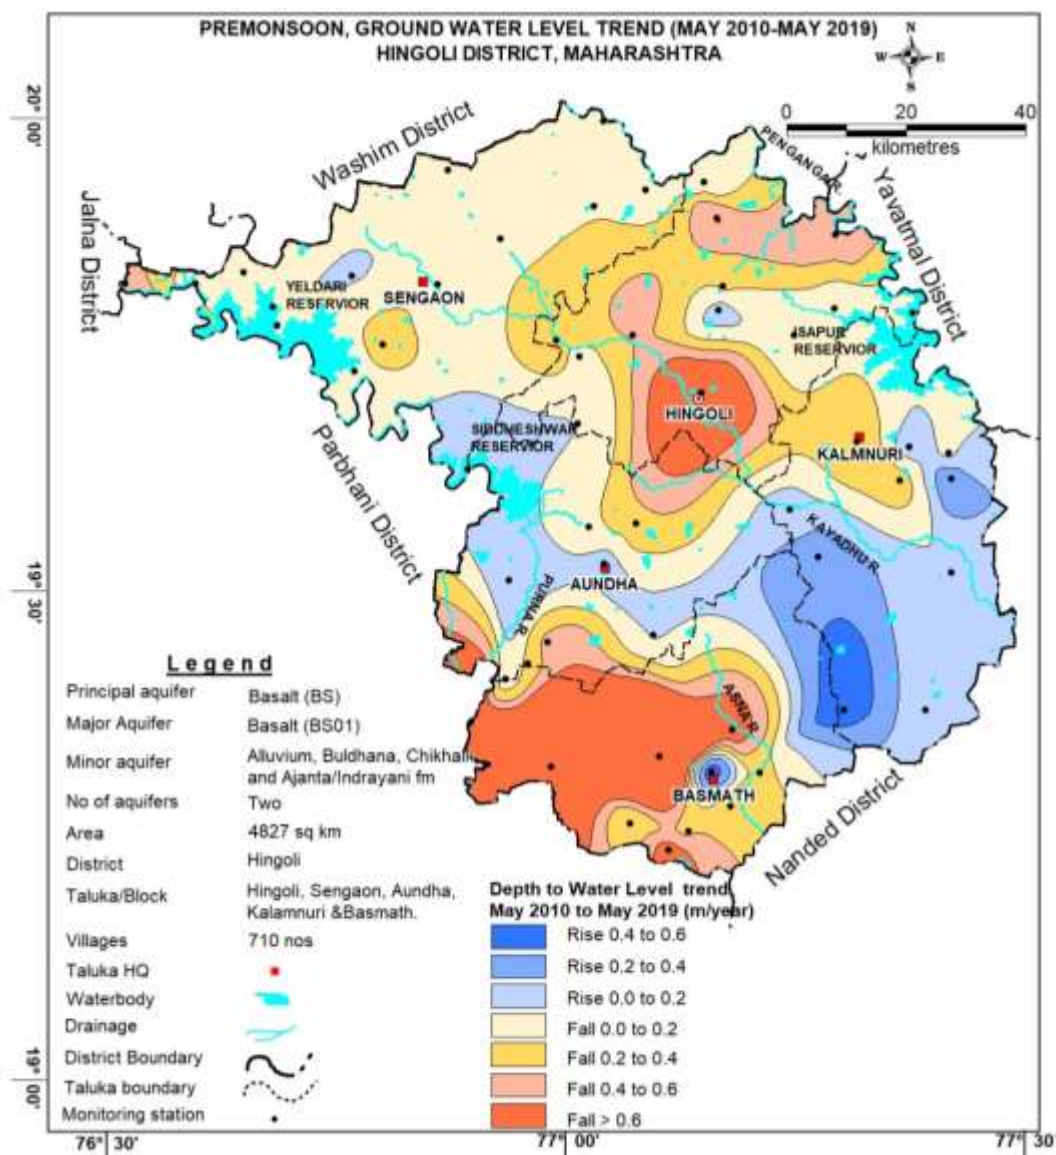 PREMONSOON, GROUND WATER LEVEL TREND (MAY 2010-MAY 2019)
HINGOLI DISTRICT, MAHARASHTRA
N
W E
S
0 20 40
kilometres
20° 00'
19° 30'
19° 00'
76° 30' 77° 00' 77° 30'
Washim District
PENGANGA R.
Yavatmal District
Jalna District
YELDARI
RESERVIOR
SENGAON
ISAPUR
RESERVIOR
HINGOLI
SIDDHESHWAR
RESERVIOR
KALMNURI
Parbhani District
KAYADHU R
AUNDHA
PURNA R.
ASNA R.
BASMATH
Nanded District
Legend
Principal aquifer Basalt (BS)
Major Aquifer Basalt (BS01)
Minor aquifer Alluvium, Buldhana, Chikhali
and Ajanta/Indrayani fm
No of aquifers Two
Area 4827 sq km
District Hingoli
Taluka/Block Hingoli, Sengaon, Aundha,
Kalamnuri &Basmath.
Villages 710 nos
Taluka HQ
Waterbody
Drainage
District Boundary
Taluka boundary
Monitoring station
Depth to Water Level trend
May 2010 to May 2019 (m/year)
Rise 0.4 to 0.6
Rise 0.2 to 0.4
Rise 0.0 to 0.2
Fall 0.0 to 0.2
Fall 0.2 to 0.4
Fall 0.4 to 0.6
Fall > 0.6